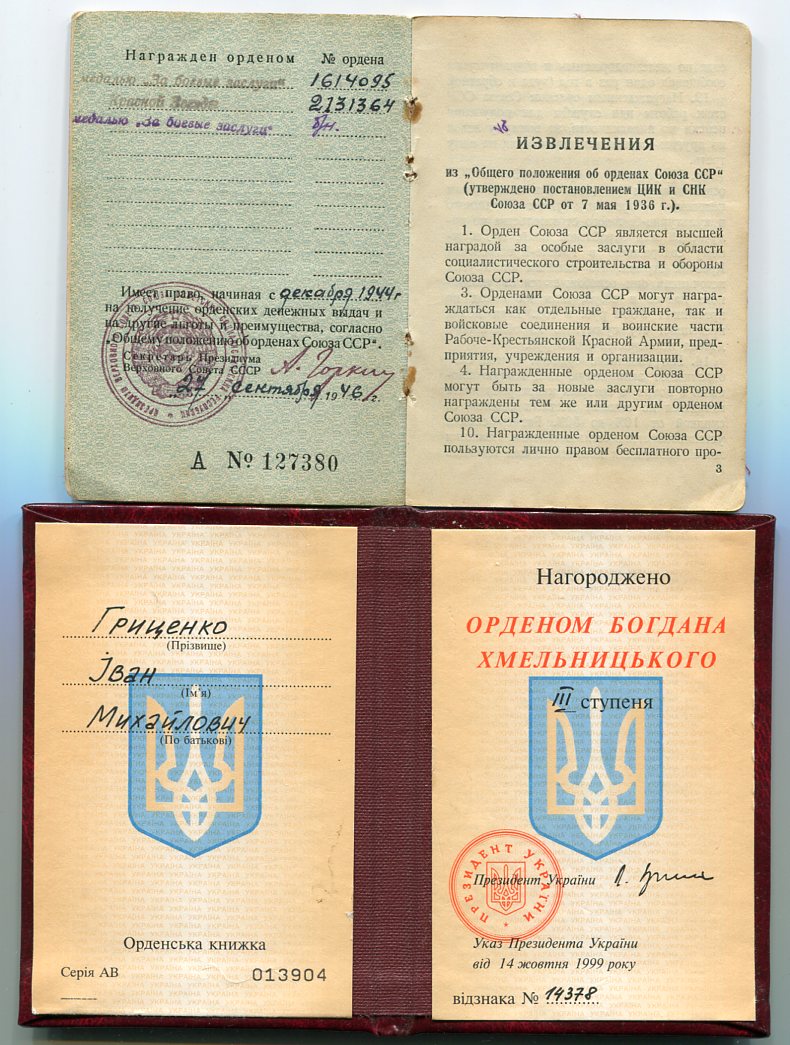 Награжден орденом № ордена
медалью „За боевые заслуги“ 1614095
Красной Звезды 2131364
медалью „За боевые заслуги“ б/н.
Имеет право, начиная с декабря 1944 г
на получение орденских денежных выдач и
на другие льготы и преимущества, согласно
„Общему положению об орденах Союза ССР“.
Секретарь Президиума
Верховного Совета СССР А. Горкин
„27“ сентября 1946 г.
А № 127380
ИЗВЛЕЧЕНИЯ
из „Общего положения об орденах Союза ССР“
(утверждено постановлением ЦИК и СНК
Союза ССР от 7 мая 1936 г.).
1. Орден Союза ССР является высшей
наградой за особые заслуги в области
социалистического строительства и обороны
Союза ССР.
3. Орденами Союза ССР могут награ-
ждаться как отдельные граждане, так и
войсковые соединения и воинские части
Рабоче-Крестьянской Красной Армии, пред-
приятия, учреждения и организации.
4. Награжденные орденом Союза ССР
могут быть за новые заслуги повторно
награждены тем же или другим орденом
Союза ССР.
10. Награжденные орденом Союза ССР
пользуются лично правом бесплатного про-
3
Гриценко
(Прізвище)
Іван
(Ім'я)
Михайлович
(По батькові)
Орденська книжка
Серія АВ 013904
Нагороджено
ОРДЕНОМ БОГДАНА
ХМЕЛЬНИЦЬКОГО
III ступеня
ПРЕЗИДЕНТ УКРАЇНИ
Президент України
Указ Президента України
від 14 жовтня 1999 року
відзнака № 14378